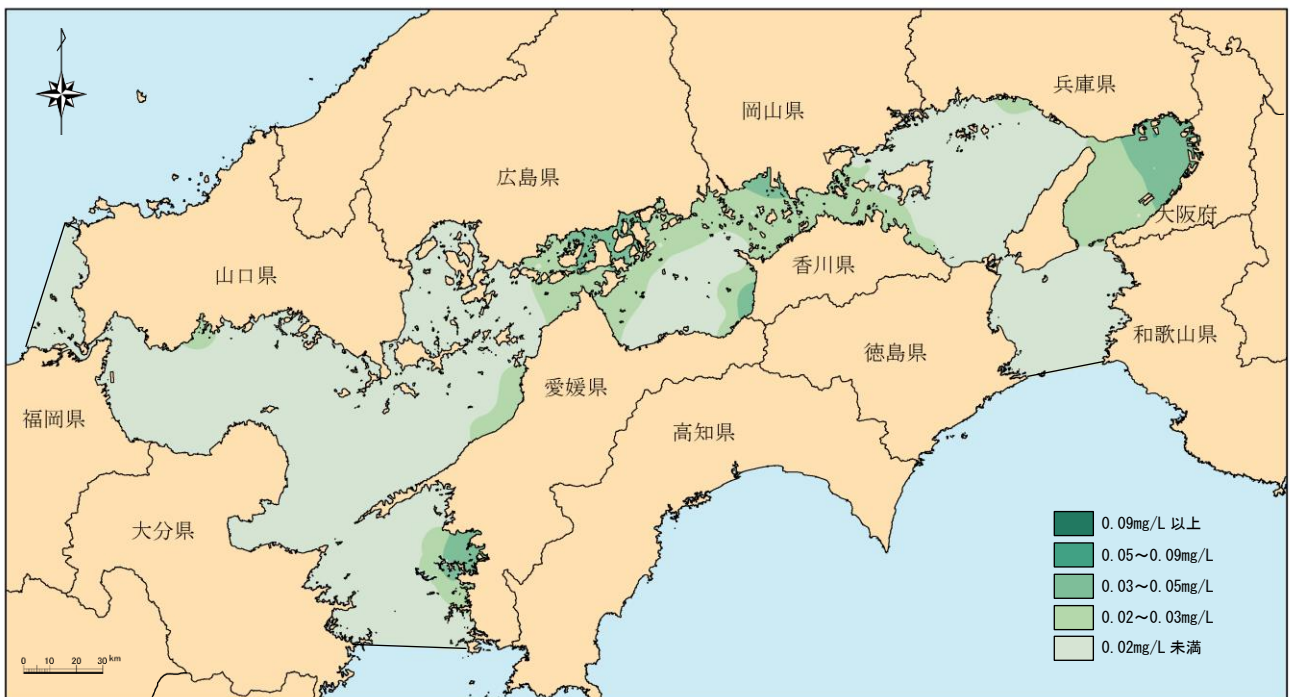 兵庫県
岡山県
広島県
大阪府
山口県
香川県
和歌山県
徳島県
愛媛県
福岡県
高知県
大分県
0.09mg/L 以上
0.05～0.09mg/L
0.03～0.05mg/L
0.02～0.03mg/L
0.02mg/L 未満
0 10 20 30 km